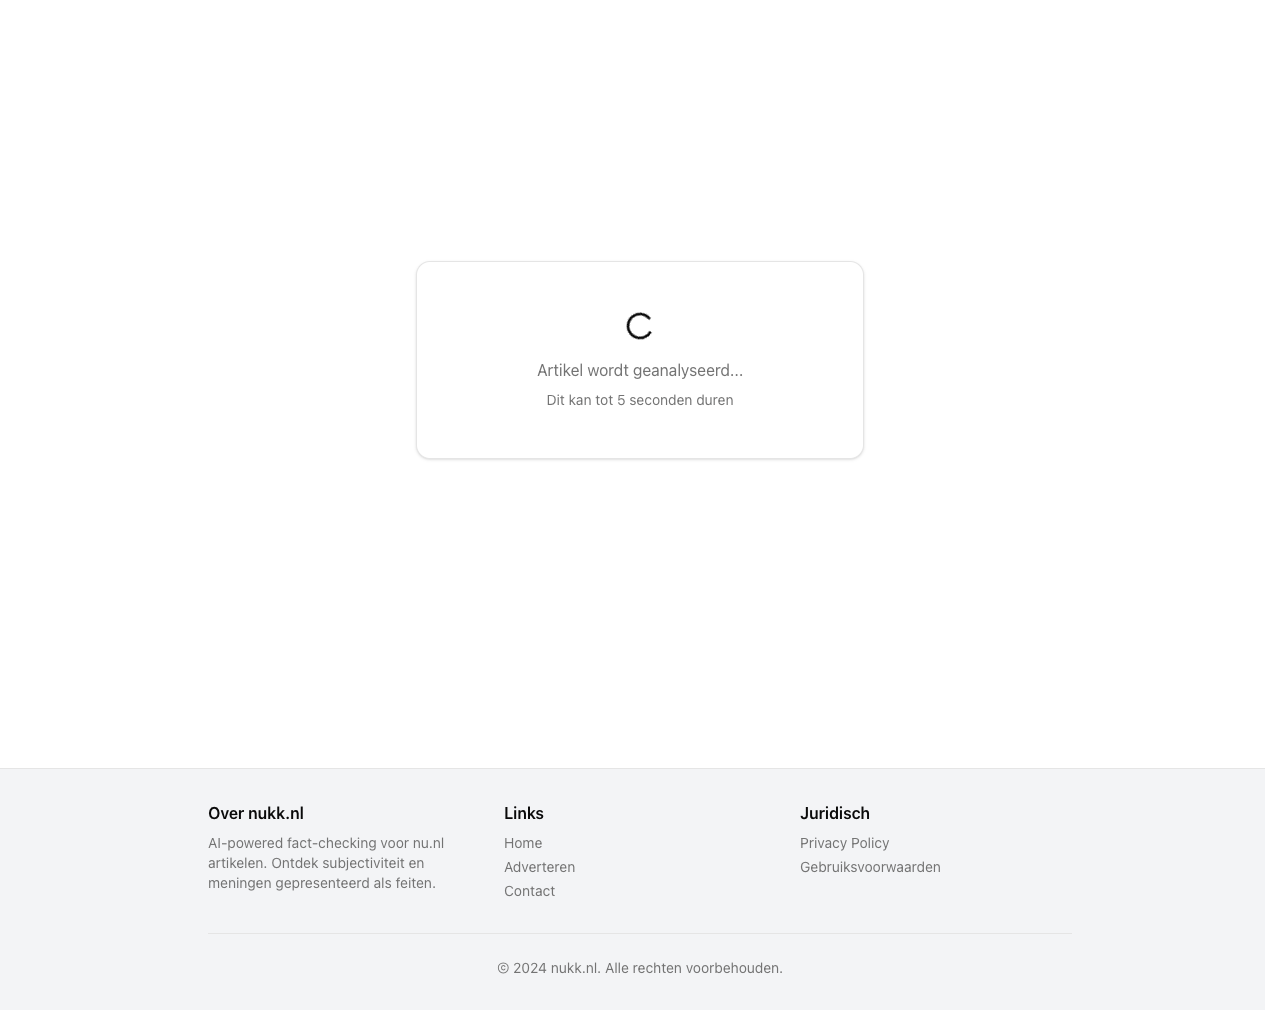 Artikel wordt geanalyseerd...
Dit kan tot 5 seconden duren
Over nukk.nl
AI-powered fact-checking voor nu.nl
artikelen. Ontdek subjectiviteit en
meningen gepresenteerd als feiten.
Links
Home
Adverteren
Contact
Juridisch
Privacy Policy
Gebruiksvoorwaarden
© 2024 nukk.nl. Alle rechten voorbehouden.